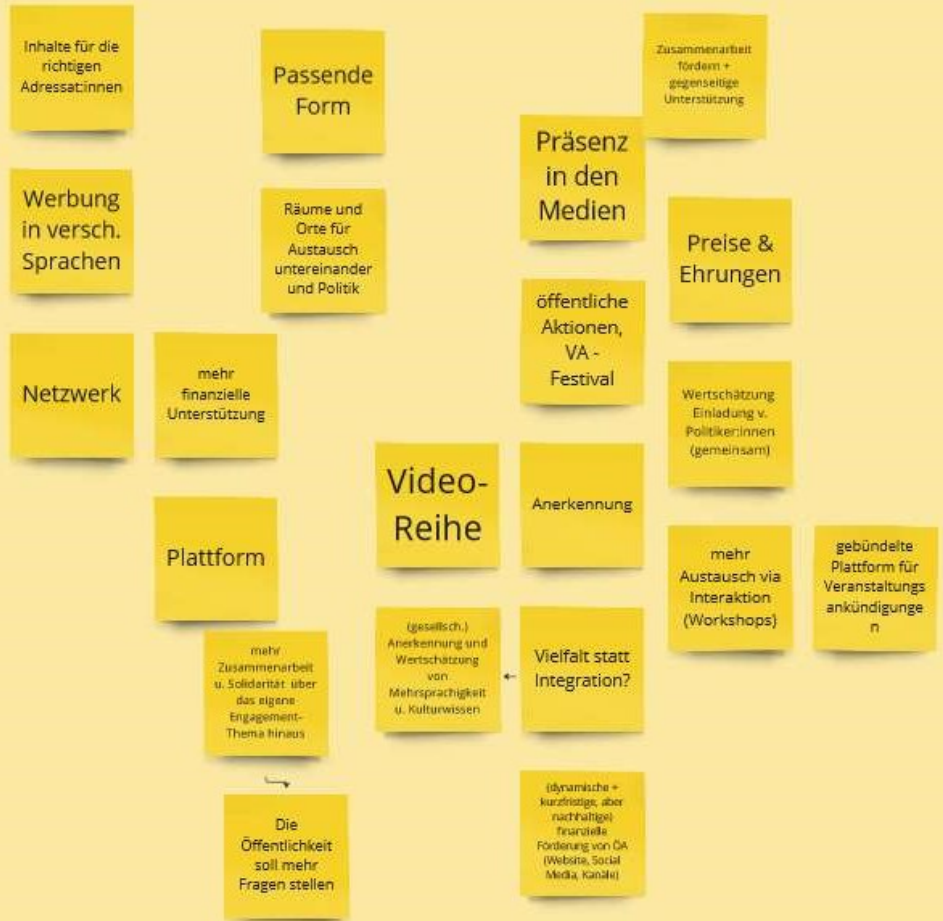 Inhalte für die
richtigen
Adressat:innen
Passende
Form
Zusammenarbeit
fördern +
gegenseitige
Unterstützung
Präsenz
in den
Medien
Werbung
in versch.
Sprachen
Räume und
Orte für
Austausch
untereinander
und Politik
Preise &
Ehrungen
öffentliche
Aktionen,
VA -
Festival
Netzwerk
mehr
finanzielle
Unterstützung
Wertschätzung
Einladung v.
Politiker:innen
(gemeinsam)
Video-
Reihe
Anerkennung
Plattform
mehr
Austausch via
Interaktion
(Workshops)
gebündelte
Plattform für
Veranstaltungs
ankündigunge
n
mehr
Zusammenarbeit
u. Solidarität über
das eigene
Engagement-
Thema hinaus
(gesellsch.)
Anerkennung und
Wertschätzung
von
Mehrsprachigkeit
u. Kulturwissen
Vielfalt statt
Integration?
Die
Öffentlichkeit
soll mehr
Fragen stellen
(dynamische +
kurzfristige, aber
nachhaltige)
finanzielle
Förderung von ÖA
(Website, Social
Media, Kanäle)